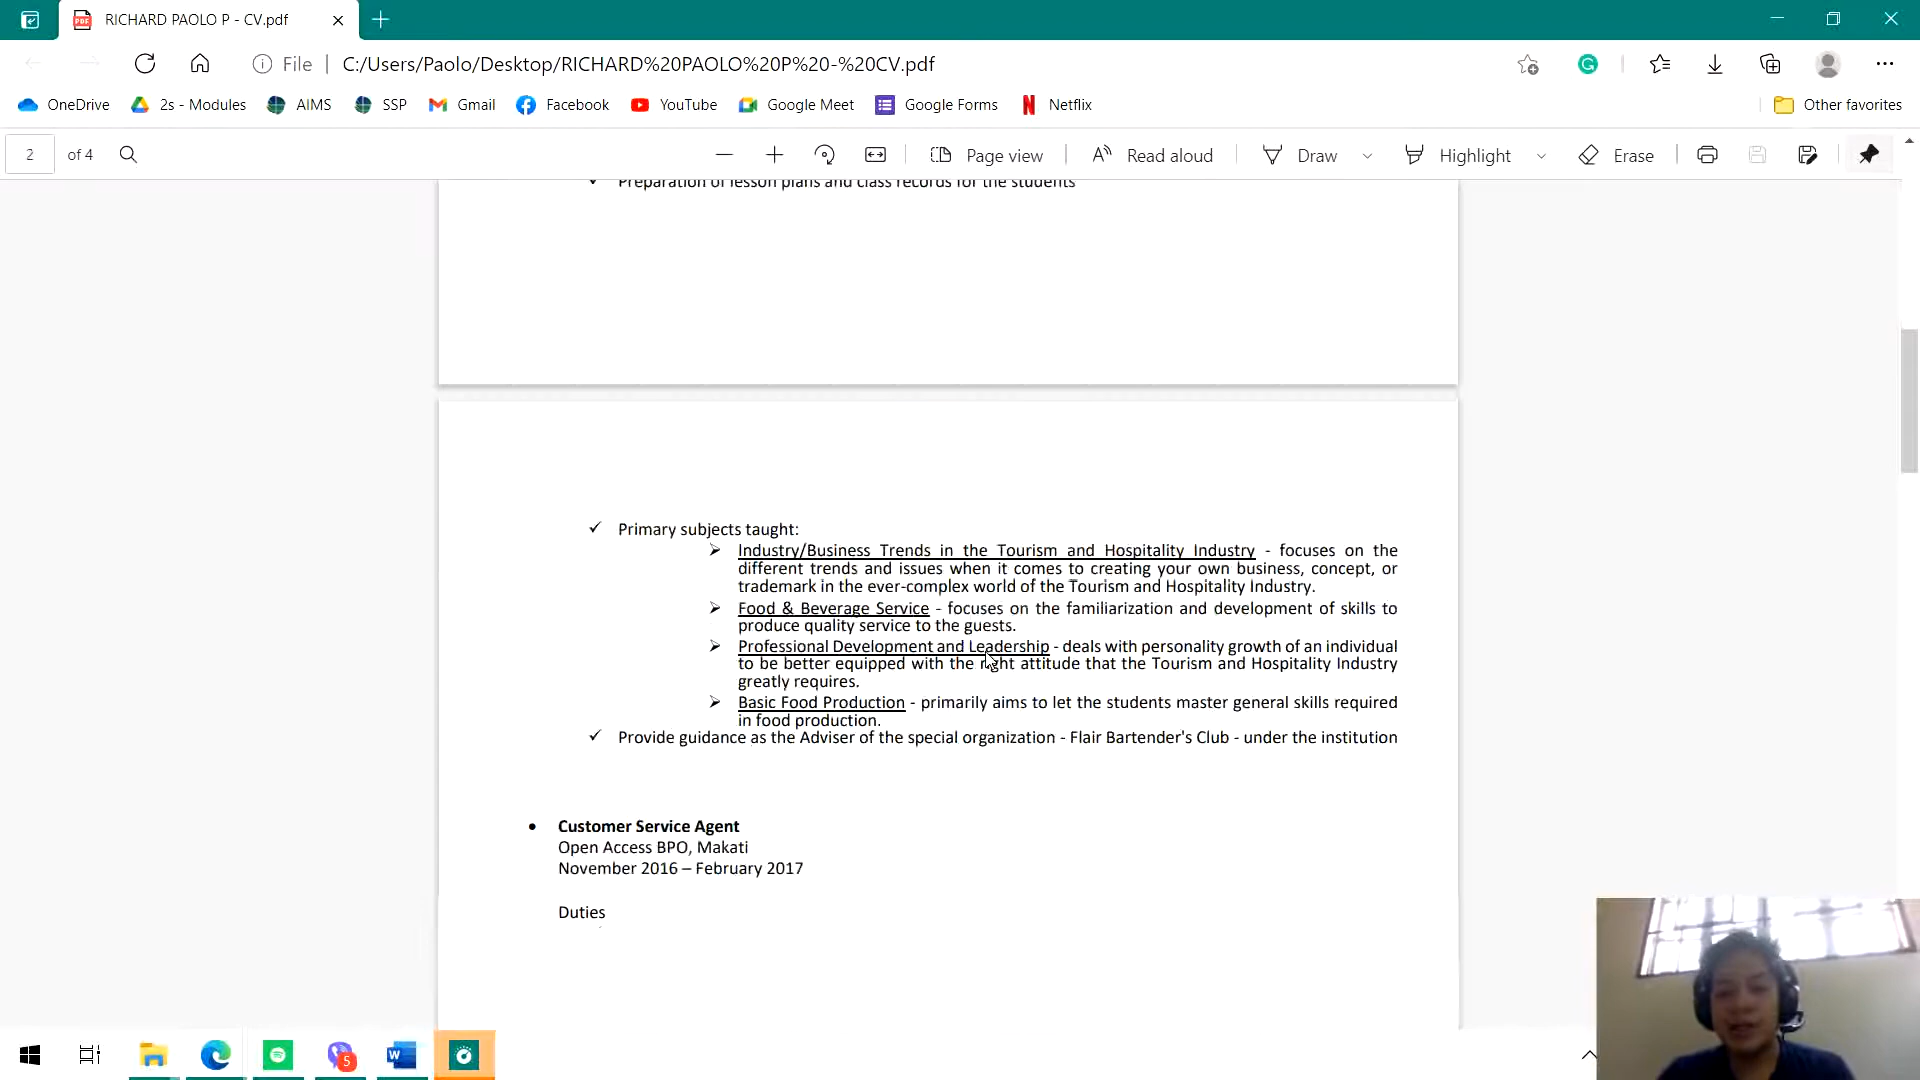 RICHARD PAOLO P - CV.pdf
File
C:/Users/Paolo/Desktop/RICHARD%20PAOLO%20P%20-%20CV.pdf
OneDrive
2s - Modules
AIMS
SSP
Gmail
Facebook
YouTube
Google Meet
Google Forms
Netflix
Other favorites
2 of 4
Page view
Read aloud
Draw
Highlight
Erase
Preparation of lesson plans and class records for the students
Primary subjects taught:
Industry/Business Trends in the Tourism and Hospitality Industry - focuses on the
different trends and issues when it comes to creating your own business, concept, or
trademark in the ever-complex world of the Tourism and Hospitality Industry.
Food & Beverage Service - focuses on the familiarization and development of skills to
produce quality service to the guests.
Professional Development and Leadership - deals with personality growth of an individual
to be better equipped with the right attitude that the Tourism and Hospitality Industry
greatly requires.
Basic Food Production - primarily aims to let the students master general skills required
in food production.
Provide guidance as the Adviser of the special organization - Flair Bartender's Club - under the institution
• Customer Service Agent
Open Access BPO, Makati
November 2016 – February 2017
Duties
5